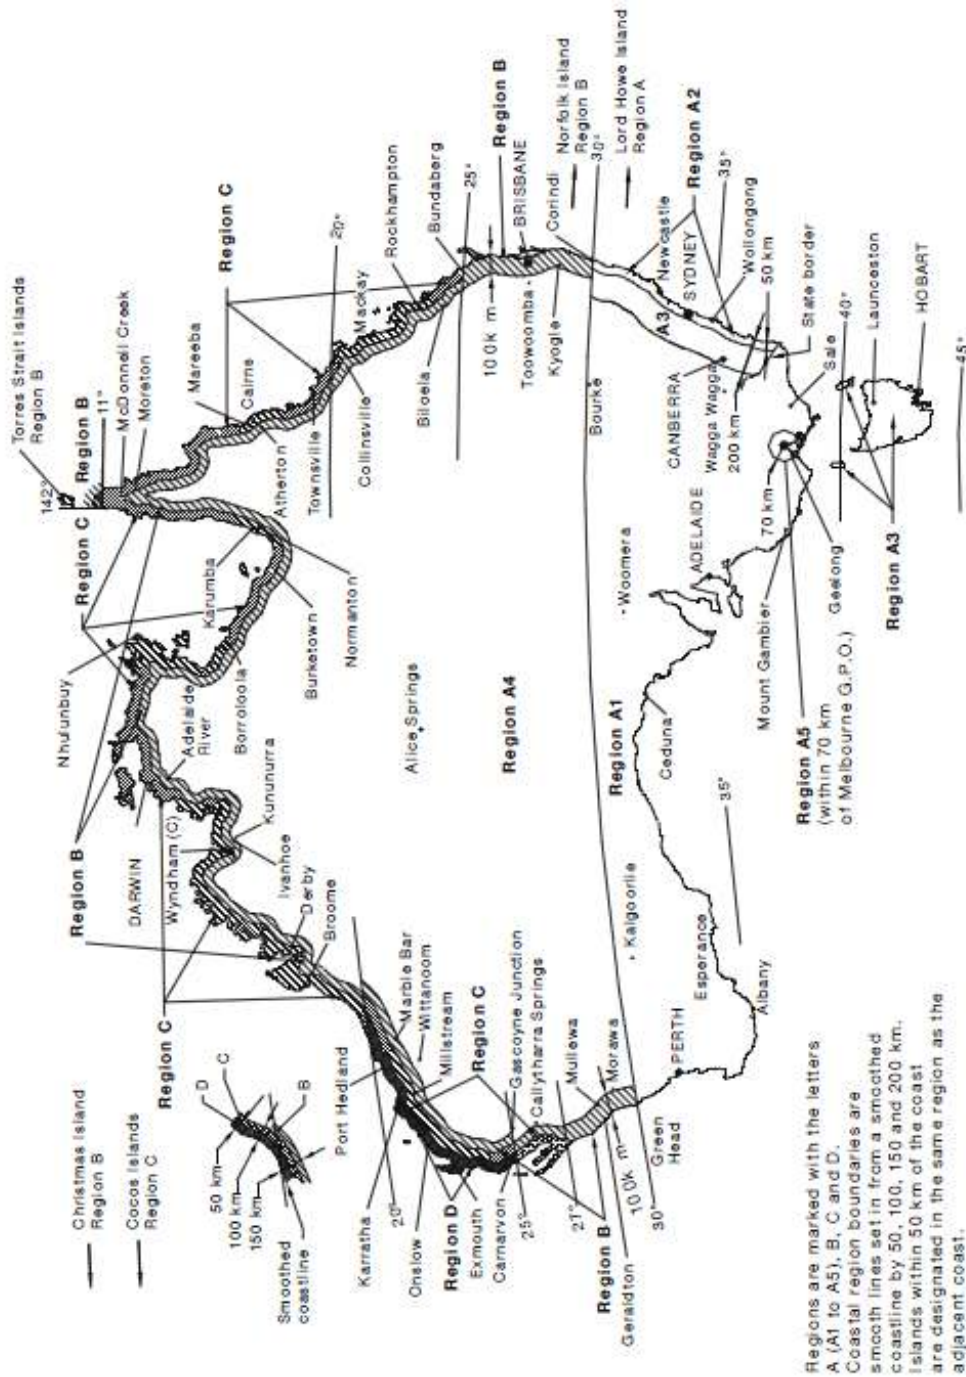 Christmas Island
Region B
Cocos Islands
Region C
Torres Strait Islands
Region B
142°
Region B
11°
McDonnell Creek
Moreton
Region C
Mareeba
Cairns
Atherton
Townsville
20°
Mackay
Collinsville
Rockhampton
Bundaberg
Biloela
25°
100k m
Region B
BRISBANE
Toowoomba
Kyogle
Corindi
Norfolk Island
Region B
30°
Lord Howe Island
Region A
Bourke
Newcastle
A3
SYDNEY
Region A2
35°
Wollongong
CANBERRA
Wagga Wagga
200 km
50 km
State border
Sale
40°
Launceston
HOBART
45°
Region C
Nhulunbuy
Karumba
Normanton
Burketown
Borroloola
Adelaide
River
Region B
DARWIN
Wyndham (C)
Kununurra
Ivanhoe
Derby
Broome
Region C
D
C
B
50 km
100 km
150 km
Smoothed
coastline
Port Hedland
Marble Bar
Wittanoom
Millstream
Region C
Karratha
20°
Onslow
Region D
Exmouth
Carnarvon
25°
Gascoyne Junction
Callytharra Springs
Mullewa
27°
Morawa
Region B
Geraldton
100k m
Green
Head
30°
Alice Springs
Region A4
Region A1
Kalgoorlie
PERTH
Esperance
Albany
35°
Ceduna
Woomera
ADELAIDE
70 km
Mount Gambier
Geelong
Region A3
Region A5
(within 70 km
of Melbourne G.P.O.)
Regions are marked with the letters
A (A1 to A5), B, C and D.
Coastal region boundaries are
smooth lines set in from a smoothed
coastline by 50, 100, 150 and 200 km.
Islands within 50 km of the coast
are designated in the same region as the
adjacent coast.